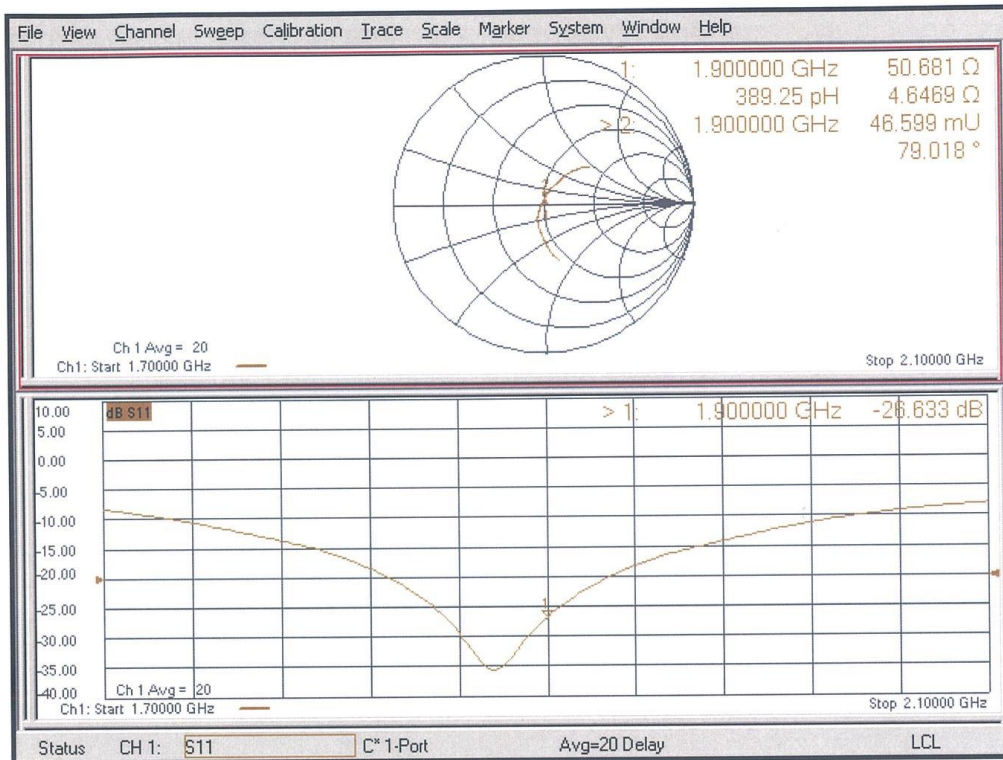 File View Channel Sweep Calibration Trace Scale Marker System Window Help
1: 1.900000 GHz 50.681 Ω
389.25 pH 4.6469 Ω
> 2: 1.900000 GHz 46.599 mU
79.018 °
1
Ch 1 Avg = 20
Ch1: Start 1.70000 GHz
Stop 2.10000 GHz
10.00
dB S11
> 1: 1.900000 GHz -26.633 dB
5.00
0.00
-5.00
-10.00
-15.00
-20.00
-25.00
1
-30.00
-35.00
-40.00
Ch 1 Avg = 20
Ch1: Start 1.70000 GHz
Stop 2.10000 GHz
Status CH 1: S11 C* 1-Port Avg=20 Delay LCL